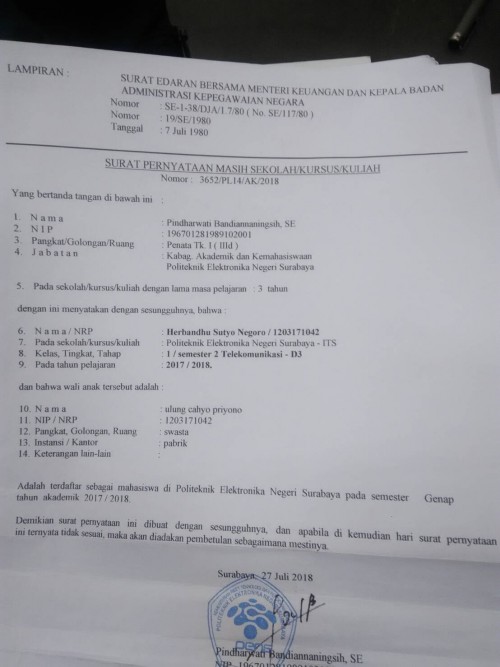 LAMPIRAN :
SURAT EDARAN BERSAMA MENTERI KEUANGAN DAN KEPALA BADAN
ADMINISTRASI KEPEGAWAIAN NEGARA
Nomor : SE-1-38/DJA/1.7/80 ( No. SE/117/80 )
Nomor : 19/SE/1980
Tanggal : 7 Juli 1980
SURAT PERNYATAAN MASIH SEKOLAH/KURSUS/KULIAH
Nomor : 3652/PL14/AK/2018
Yang bertanda tangan di bawah ini :
1. N a m a : Pindharwati Bandiannaningsih, SE
2. N I P : 196701281989102001
3. Pangkat/Golongan/Ruang : Penata Tk. I ( IIId )
4. J a b a t a n : Kabag. Akademik dan Kemahasiswaan
Politeknik Elektronika Negeri Surabaya
5. Pada sekolah/kursus/kuliah dengan lama masa pelajaran : 3 tahun
dengan ini menyatakan dengan sesungguhnya, bahwa :
6. N a m a / NRP : Herbandhu Sutyo Negoro / 1203171042
7. Pada sekolah/kursus/kuliah : Politeknik Elektronika Negeri Surabaya - ITS
8. Kelas, Tingkat, Tahap : 1 / semester 2 Telekomunikasi - D3
9. Pada tahun pelajaran : 2017 / 2018.
dan bahwa wali anak tersebut adalah :
10. N a m a : ulung cahyo priyono
11. NIP / NRP : 1203171042
12. Pangkat, Golongan, Ruang : swasta
13. Instansi / Kantor : pabrik
14. Keterangan lain-lain :
Adalah terdaftar sebagai mahasiswa di Politeknik Elektronika Negeri Surabaya pada semester Genap
tahun akademik 2017 / 2018.
Demikian surat pernyataan ini dibuat dengan sesungguhnya, dan apabila di kemudian hari surat pernyataan
ini ternyata tidak sesuai, maka akan diadakan pembetulan sebagaimana mestinya.
Surabaya, 27 Juli 2018
POLITEKNIK ELEKTRONIKA NEGERI
pens
Pindharwati Bandiannaningsih, SE